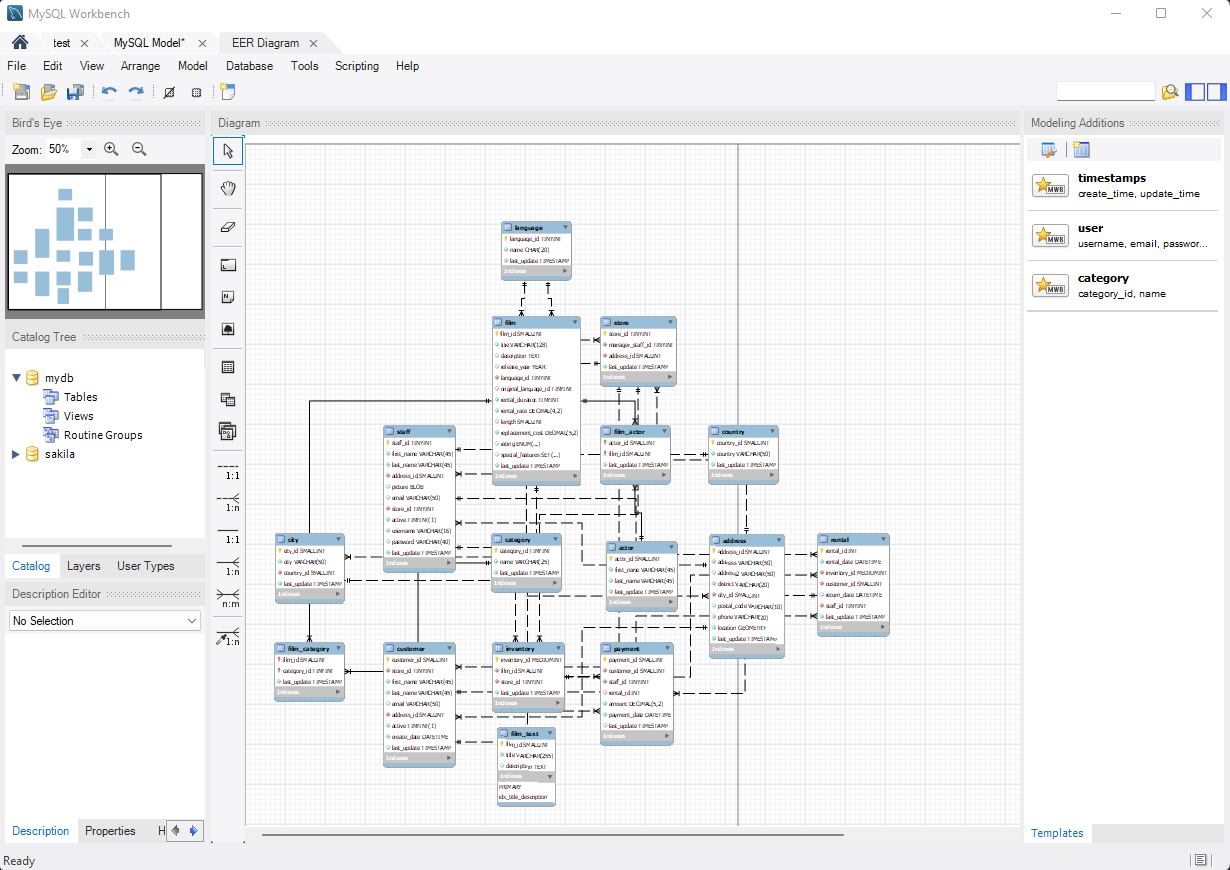 MySQL Workbench
test
MySQL Model*
EER Diagram
File Edit View Arrange Model Database Tools Scripting Help
Bird's Eye
Zoom: 50%
Catalog Tree
mydb
Tables
Views
Routine Groups
sakila
Catalog Layers User Types
Description Editor
No Selection
Description Properties H
Ready
Diagram
1:1
1:n
1:1
1:n
n:m
1:n
language
language_id TINYINT
name CHAR(20)
last_update TIMESTAMP
Indexes
film
film_id SMALLINT
title VARCHAR(128)
description TEXT
release_year YEAR
language_id TINYINT
original_language_id TINYINT
rental_duration TINYINT
rental_rate DECIMAL(4,2)
length SMALLINT
replacement_cost DECIMAL(5,2)
rating ENUM(...)
special_features SET(...)
last_update TIMESTAMP
Indexes
store
store_id TINYINT
manager_staff_id TINYINT
address_id SMALLINT
last_update TIMESTAMP
Indexes
staff
staff_id TINYINT
first_name VARCHAR(45)
last_name VARCHAR(45)
address_id SMALLINT
picture BLOB
email VARCHAR(50)
store_id TINYINT
active TINYINT(1)
username VARCHAR(16)
password VARCHAR(40)
last_update TIMESTAMP
Indexes
film_actor
actor_id SMALLINT
film_id SMALLINT
last_update TIMESTAMP
Indexes
country
country_id SMALLINT
country VARCHAR(50)
last_update TIMESTAMP
Indexes
city
city_id SMALLINT
city VARCHAR(50)
country_id SMALLINT
last_update TIMESTAMP
Indexes
category
category_id TINYINT
name VARCHAR(25)
last_update TIMESTAMP
Indexes
actor
actor_id SMALLINT
first_name VARCHAR(45)
last_name VARCHAR(45)
last_update TIMESTAMP
Indexes
address
address_id SMALLINT
address VARCHAR(50)
address2 VARCHAR(50)
district VARCHAR(20)
city_id SMALLINT
postal_code VARCHAR(10)
phone VARCHAR(20)
location GEOMETRY
last_update TIMESTAMP
Indexes
rental
rental_id INT
rental_date DATETIME
inventory_id MEDIUMINT
customer_id SMALLINT
return_date DATETIME
staff_id TINYINT
last_update TIMESTAMP
Indexes
film_category
film_id SMALLINT
category_id TINYINT
last_update TIMESTAMP
Indexes
customer
customer_id SMALLINT
store_id TINYINT
first_name VARCHAR(45)
last_name VARCHAR(45)
email VARCHAR(50)
address_id SMALLINT
active TINYINT(1)
create_date DATETIME
last_update TIMESTAMP
Indexes
inventory
inventory_id MEDIUMINT
film_id SMALLINT
store_id TINYINT
last_update TIMESTAMP
Indexes
payment
payment_id SMALLINT
customer_id SMALLINT
staff_id TINYINT
rental_id INT
amount DECIMAL(5,2)
payment_date DATETIME
last_update TIMESTAMP
Indexes
film_text
film_id SMALLINT
title VARCHAR(255)
description TEXT
Indexes
PRIMARY
idx_title_description
Modeling Additions
MWB
timestamps
create_time, update_time
MWB
user
username, email, passwor...
MWB
category
category_id, name
Templates